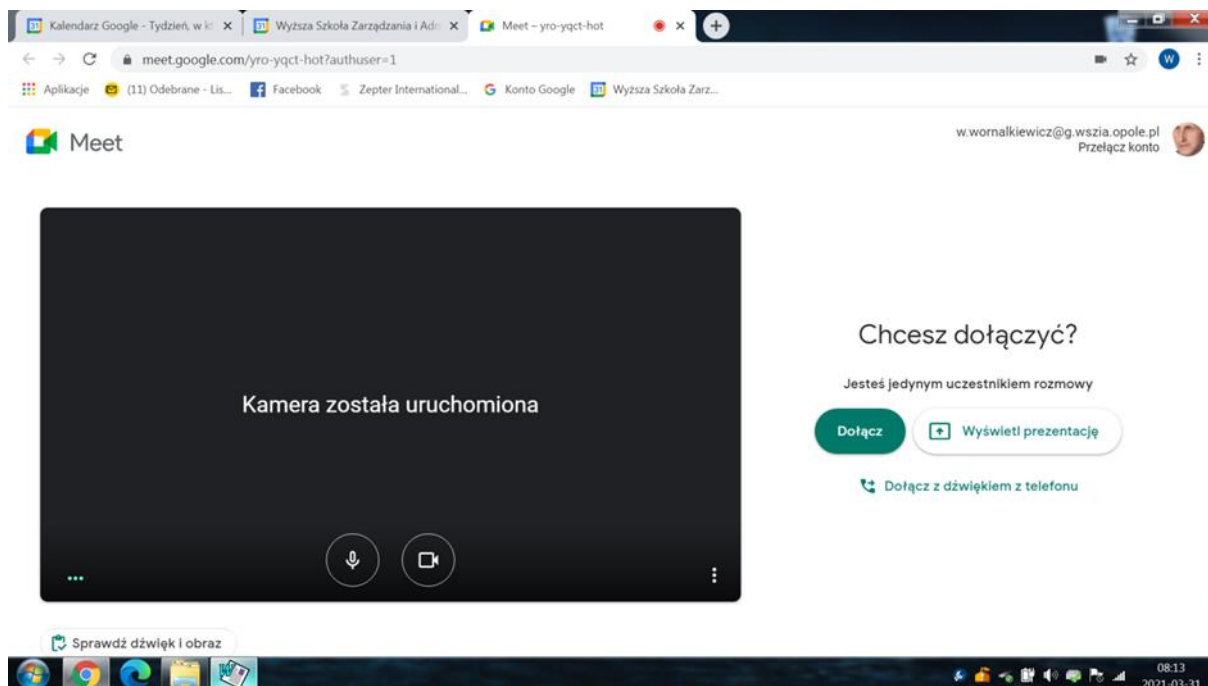 Kalendarz Google - Tydzień, w kt
Wyższa Szkoła Zarządzania i Adm
Meet – yro-yqct-hot
meet.google.com/yro-yqct-hot?authuser=1
W
Aplikacje
(11) Odebrane - Lis...
Facebook
Zepter International...
Konto Google
31
Wyższa Szkoła Zarz...
Meet
w.wornalkiewicz@g.wszia.opole.pl
Przełącz konto
Kamera została uruchomiona
Chcesz dołączyć?
Jesteś jedynym uczestnikiem rozmowy
Dołącz
Wyświetl prezentację
Dołącz z dźwiękiem z telefonu
Sprawdź dźwięk i obraz
08:13
2021-03-31